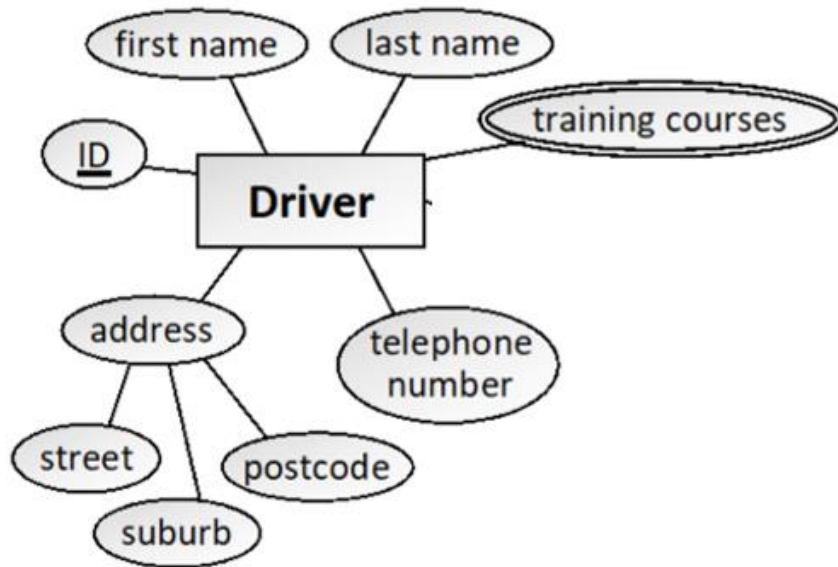 first name
last name
training courses
ID
Driver
address
telephone
number
street
postcode
suburb